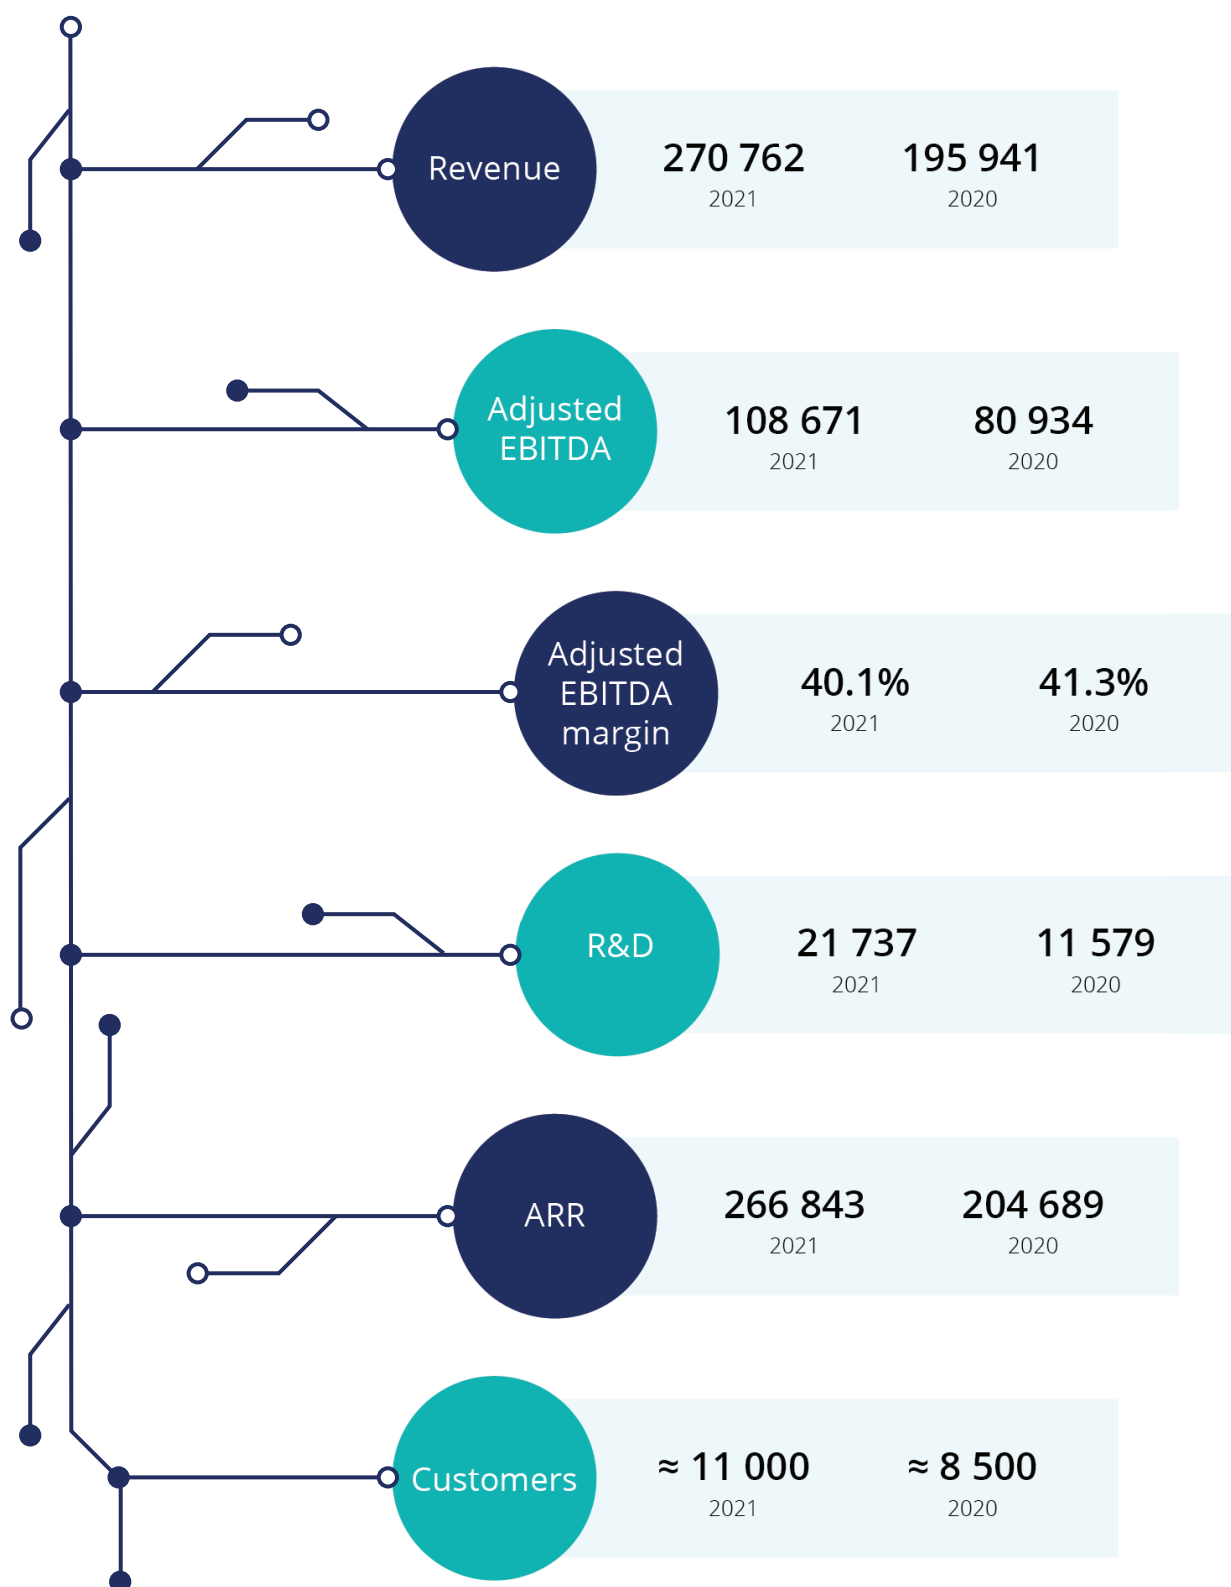 Revenue
270 762 195 941
2021 2020
Adjusted
EBITDA
108 671 80 934
2021 2020
Adjusted
EBITDA
margin
40.1% 41.3%
2021 2020
R&D
21 737 11 579
2021 2020
ARR
266 843 204 689
2021 2020
Customers
≈ 11 000 ≈ 8 500
2021 2020